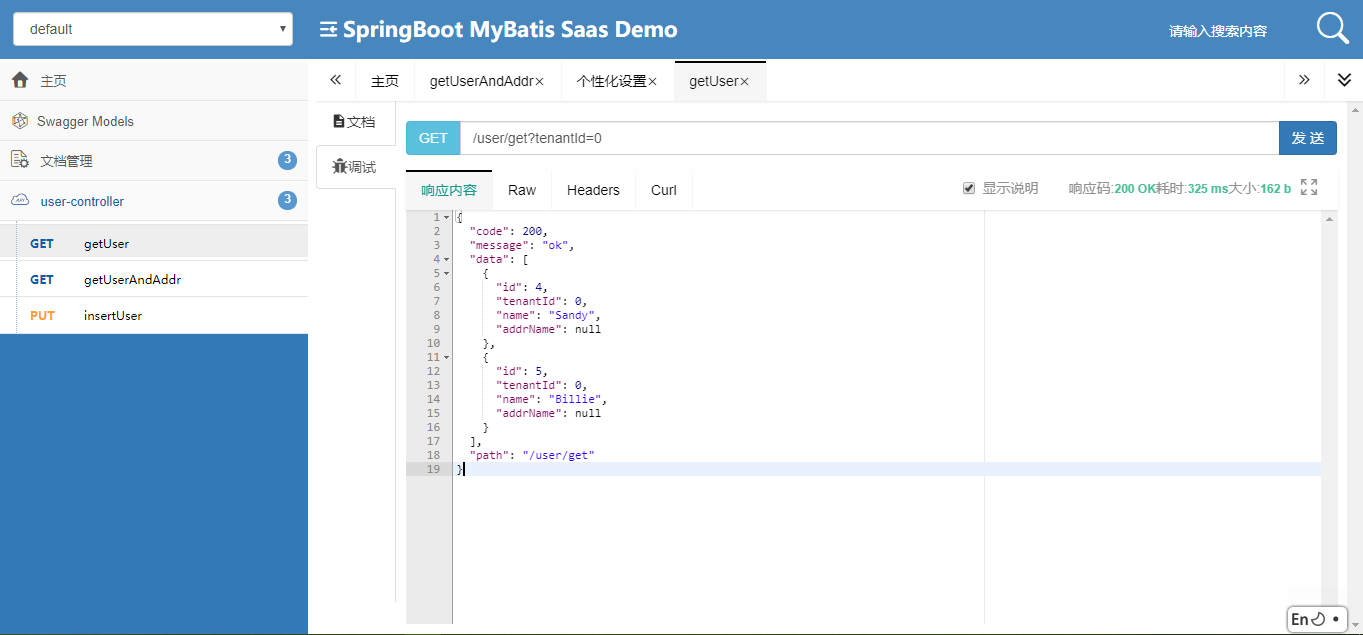 default
SpringBoot MyBatis Saas Demo
请输入搜索内容
主页
Swagger Models
文档管理 3
user-controller 3
GET getUser
GET getUserAndAddr
PUT insertUser
主页 getUserAndAddr× 个性化设置× getUser×
文档
调试
GET /user/get?tenantId=0 发 送
响应内容 Raw Headers Curl 显示说明 响应码:200 OK耗时:325 ms大小:162 b
1 {
2 "code": 200,
3 "message": "ok",
4 "data": [
5 {
6 "id": 4,
7 "tenantId": 0,
8 "name": "Sandy",
9 "addrName": null
10 },
11 {
12 "id": 5,
13 "tenantId": 0,
14 "name": "Billie",
15 "addrName": null
16 }
17 ],
18 "path": "/user/get"
19 }
En